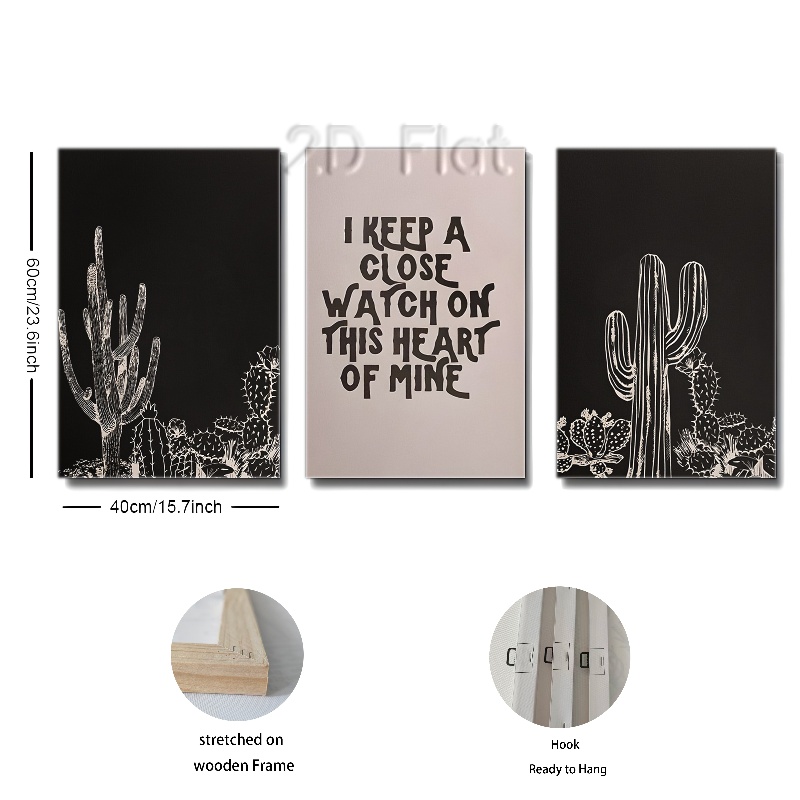 2D Flat
I KEEP A
CLOSE
WATCH ON
THIS HEART
OF MINE
60cm/23.6inch
40cm/15.7inch
stretched on
wooden Frame
Hook
Ready to Hang